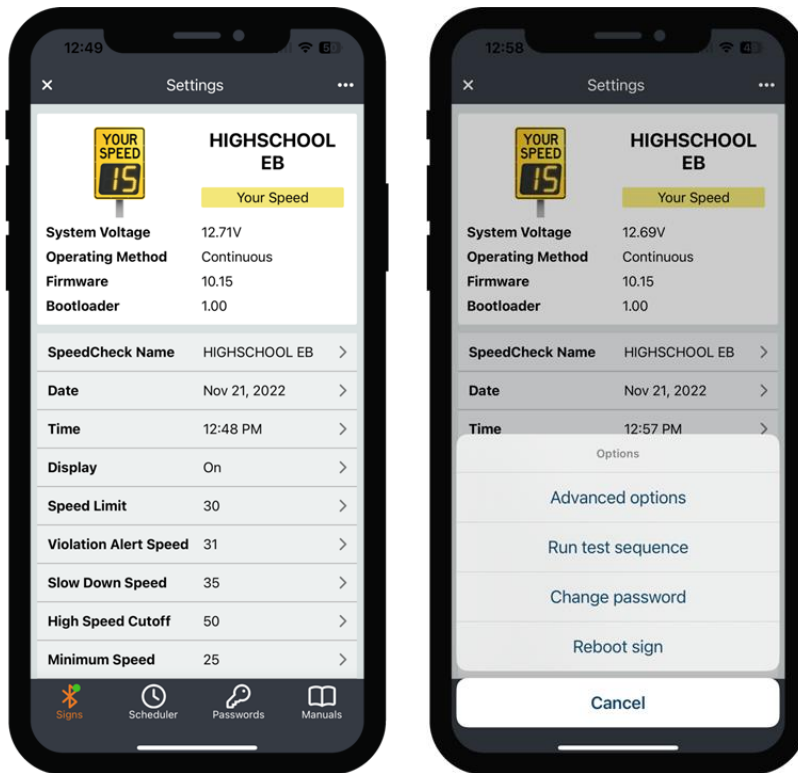 12:49
Settings
YOUR
SPEED
15
HIGHSCHOOL
EB
Your Speed
System Voltage 12.71V
Operating Method Continuous
Firmware 10.15
Bootloader 1.00
SpeedCheck Name HIGHSCHOOL EB
Date Nov 21, 2022
Time 12:48 PM
Display On
Speed Limit 30
Violation Alert Speed 31
Slow Down Speed 35
High Speed Cutoff 50
Minimum Speed 25
Signs Scheduler Passwords Manuals
12:58
Settings
YOUR
SPEED
15
HIGHSCHOOL
EB
Your Speed
System Voltage 12.69V
Operating Method Continuous
Firmware 10.15
Bootloader 1.00
SpeedCheck Name HIGHSCHOOL EB
Date Nov 21, 2022
Time 12:57 PM
Options
Advanced options
Run test sequence
Change password
Reboot sign
Cancel